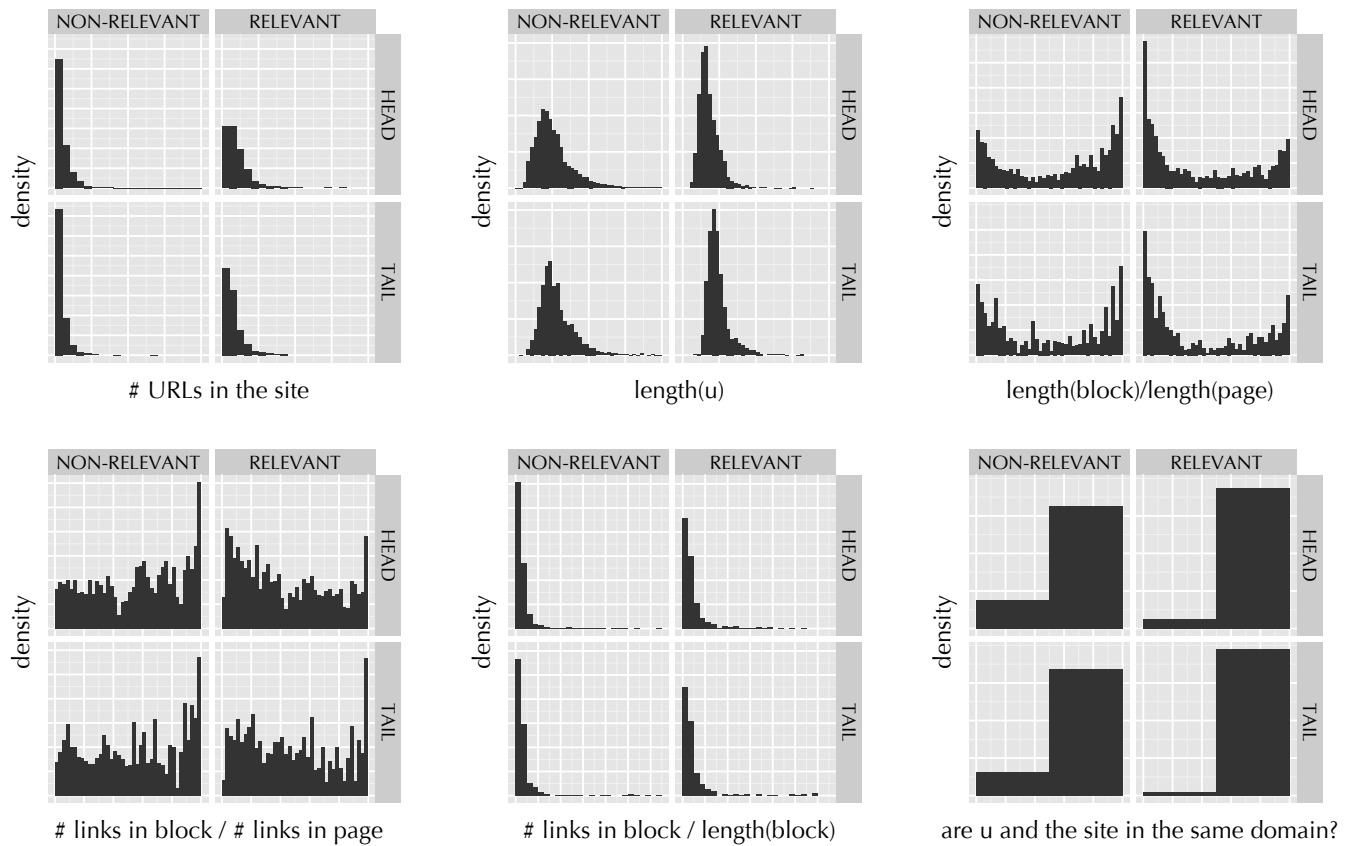 NON-RELEVANT RELEVANT
HEAD
density
TAIL
# URLs in the site
NON-RELEVANT RELEVANT
HEAD
density
TAIL
length(u)
NON-RELEVANT RELEVANT
HEAD
density
TAIL
length(block)/length(page)
NON-RELEVANT RELEVANT
HEAD
density
TAIL
# links in block / # links in page
NON-RELEVANT RELEVANT
HEAD
density
TAIL
# links in block / length(block)
NON-RELEVANT RELEVANT
HEAD
density
TAIL
are u and the site in the same domain?